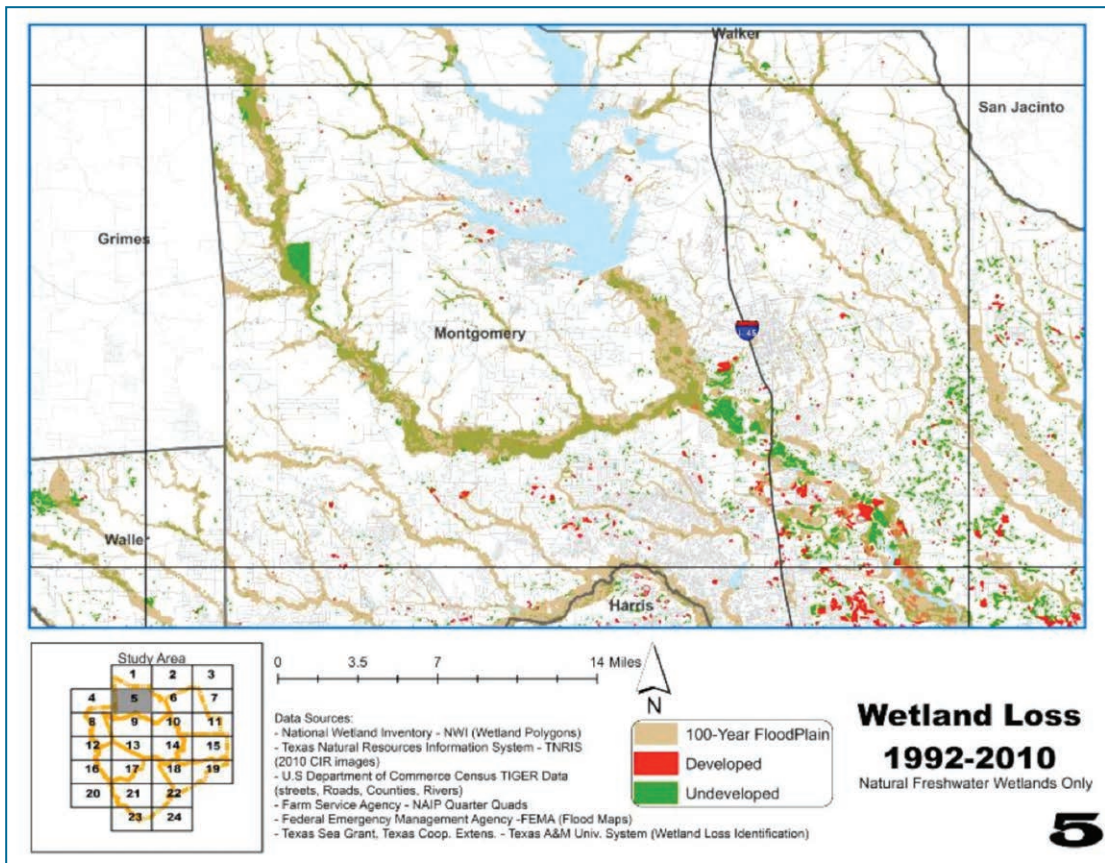 Walker
San Jacinto
Grimes
Montgomery
Waller
Harris
Study Area
1 2 3
4 5 6 7
8 9 10 11
12 13 14 15
16 17 18 19
20 21 22
23 24
0 3.5 7 14 Miles
N
Data Sources:
- National Wetland Inventory - NWI (Wetland Polygons)
- Texas Natural Resources Information System - TNRIS
(2010 CIR images)
- U.S Department of Commerce Census TIGER Data
(streets, Roads, Counties, Rivers)
- Farm Service Agency - NAIP Quarter Quads
- Federal Emergency Management Agency -FEMA (Flood Maps)
- Texas Sea Grant, Texas Coop. Extens. - Texas A&M Univ. System (Wetland Loss Identification)
100-Year FloodPlain
Developed
Undeveloped
Wetland Loss
1992-2010
Natural Freshwater Wetlands Only
5